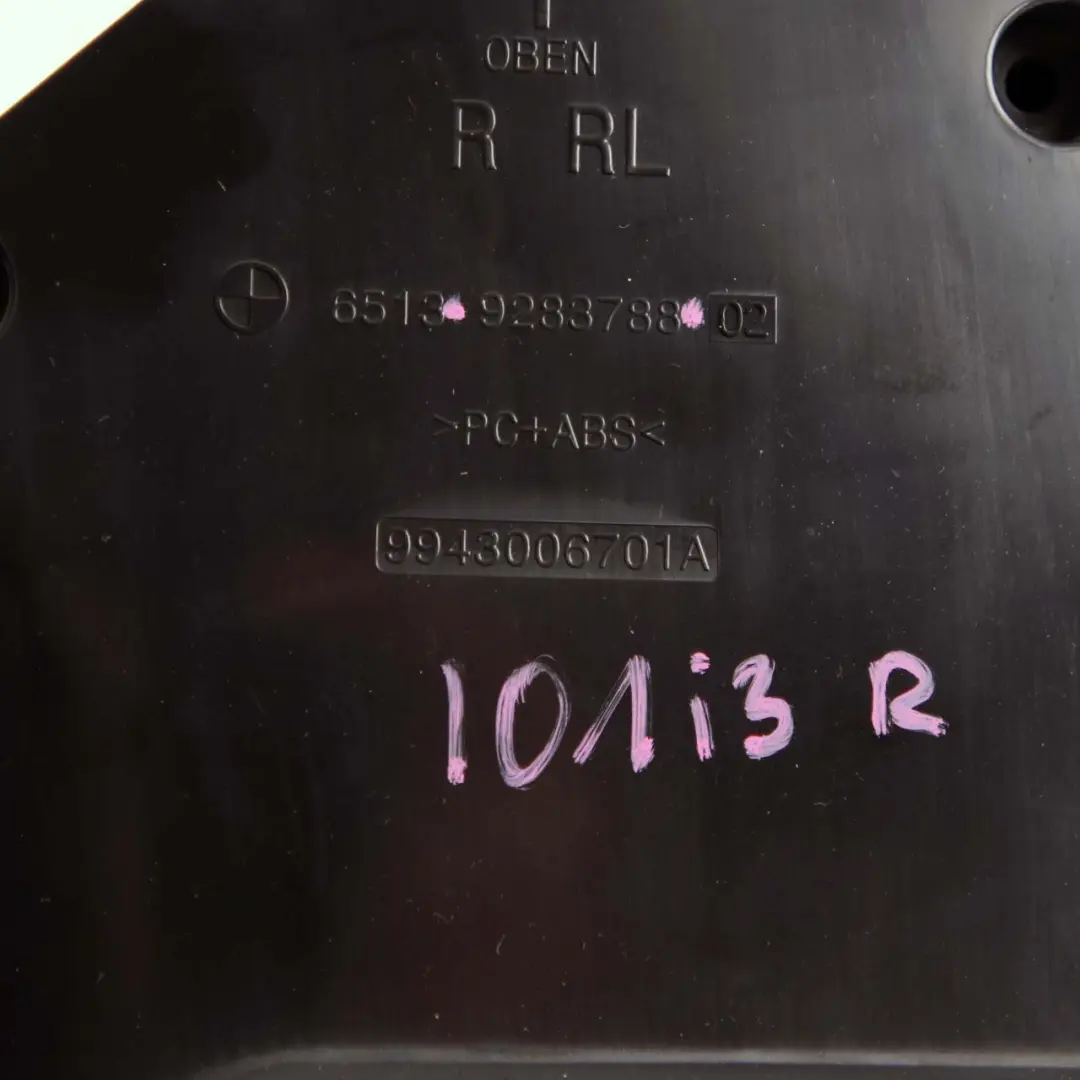 OBEN
R RL
6513 9283788 02
>PC+ABS<
9943006701A
101i3 R